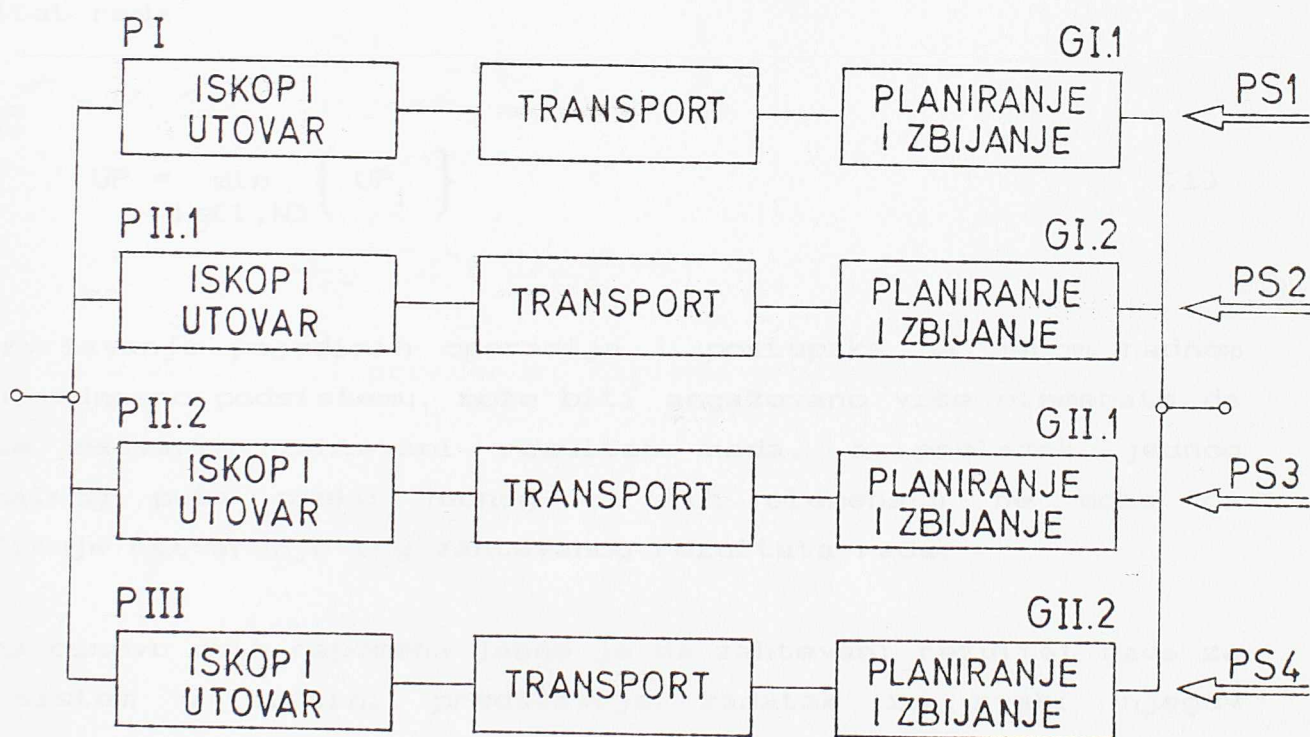 PI
GI.1
ISKOP I
UTOVAR
TRANSPORT
PLANIRANJE
I ZBIJANJE
PS1
PII.1
GI.2
ISKOP I
UTOVAR
TRANSPORT
PLANIRANJE
I ZBIJANJE
PS2
PII.2
GII.1
ISKOP I
UTOVAR
TRANSPORT
PLANIRANJE
I ZBIJANJE
PS3
PIII
GII.2
ISKOP I
UTOVAR
TRANSPORT
PLANIRANJE
I ZBIJANJE
PS4